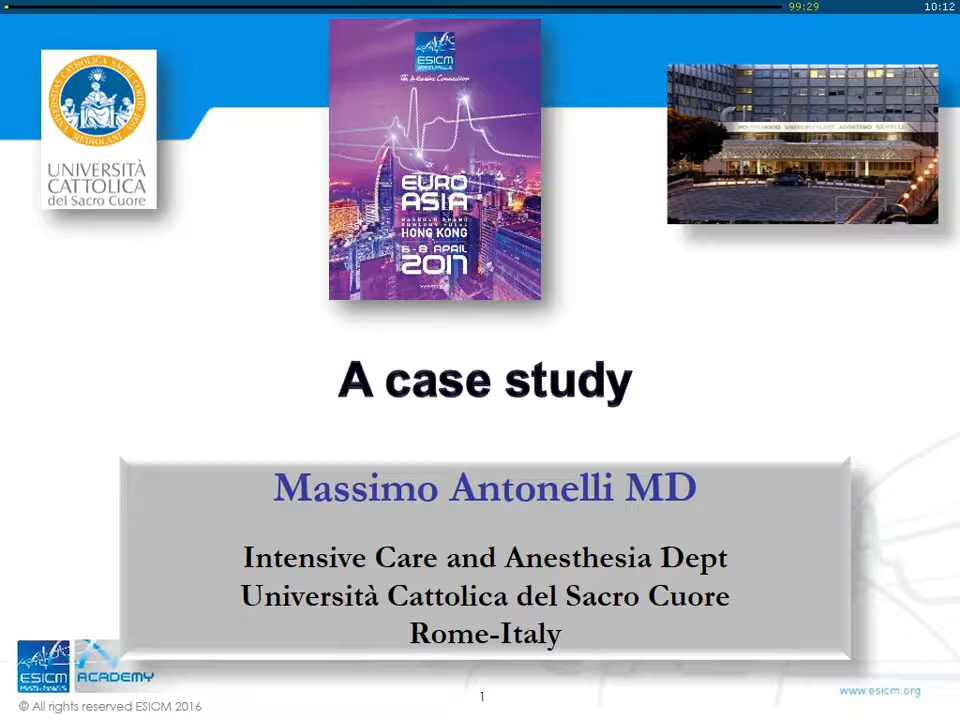 99:29
10:12
UNIVERSITÀ
CATTOLICA
del Sacro Cuore
ESICM
EURO
ASIA
HONG KONG
6-8 APRIL
2017
A case study
Massimo Antonelli MD
Intensive Care and Anesthesia Dept
Università Cattolica del Sacro Cuore
Rome-Italy
ESICM
ACADEMY
© All rights reserved ESICM 2016
1
www.esicm.org